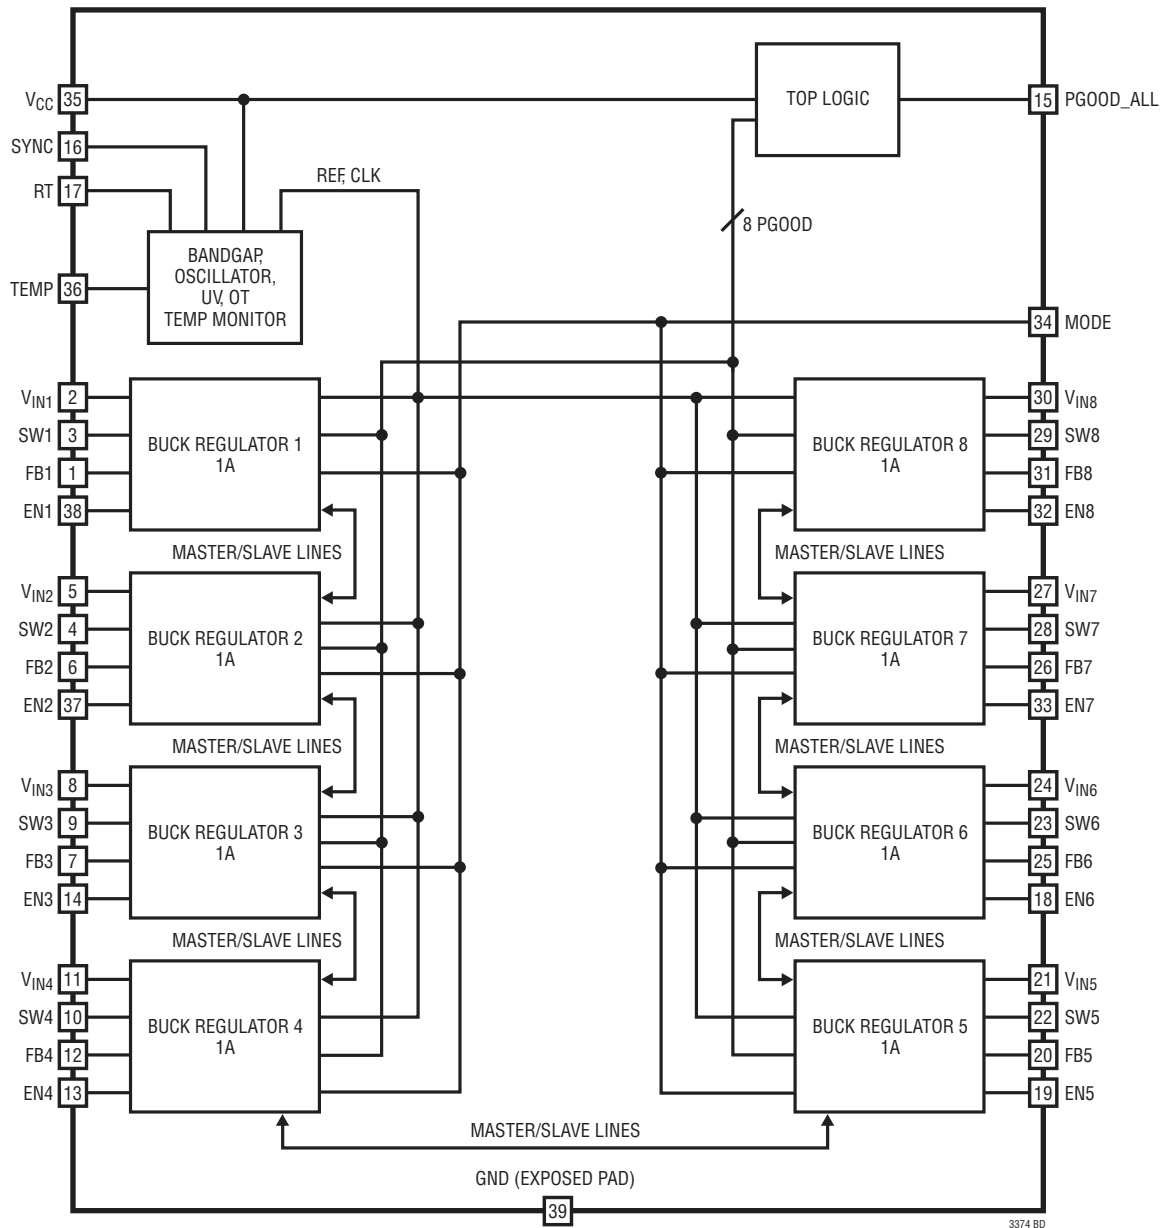 VCC 35
TOP LOGIC
15 PGOOD_ALL
SYNC 16
RT 17
REF, CLK
8 PGOOD
BANDGAP,
OSCILLATOR,
UV, OT
TEMP MONITOR
TEMP 36
34 MODE
VIN1 2
SW1 3
FB1 1
EN1 38
BUCK REGULATOR 1
1A
BUCK REGULATOR 8
1A
30 VIN8
29 SW8
31 FB8
32 EN8
MASTER/SLAVE LINES
MASTER/SLAVE LINES
VIN2 5
SW2 4
FB2 6
EN2 37
BUCK REGULATOR 2
1A
BUCK REGULATOR 7
1A
27 VIN7
28 SW7
26 FB7
33 EN7
MASTER/SLAVE LINES
MASTER/SLAVE LINES
VIN3 8
SW3 9
FB3 7
EN3 14
BUCK REGULATOR 3
1A
BUCK REGULATOR 6
1A
24 VIN6
23 SW6
25 FB6
18 EN6
MASTER/SLAVE LINES
MASTER/SLAVE LINES
VIN4 11
SW4 10
FB4 12
EN4 13
BUCK REGULATOR 4
1A
BUCK REGULATOR 5
1A
21 VIN5
22 SW5
20 FB5
19 EN5
MASTER/SLAVE LINES
GND (EXPOSED PAD)
39
3374 BD